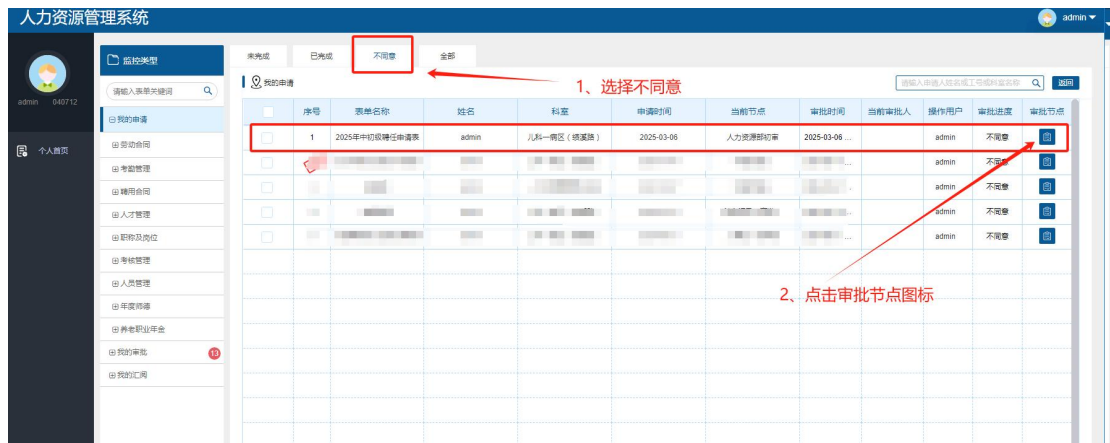 人力资源管理系统
admin
监控类型
请输入表单关键词
admin 040712
我的申请
个人首页
劳动合同
考勤管理
聘用合同
人才管理
职称及岗位
考核管理
人员管理
年度师德
养老职业年金
我的审批 13
我的汇阅
未完成 已完成 不同意 全部
我的申请
1、选择不同意
请输入申请人姓名或工号或科室名称 返回
序号 表单名称 姓名 科室 申请时间 当前节点 审批时间 当前审批人 操作用户 审批进度 审批节点
1 2025年中初级聘任申请表 admin 儿科一病区（绩溪路） 2025-03-06 人力资源部初审 2025-03-06 ... admin 不同意
admin 不同意
admin 不同意
admin 不同意
admin 不同意
2、点击审批节点图标